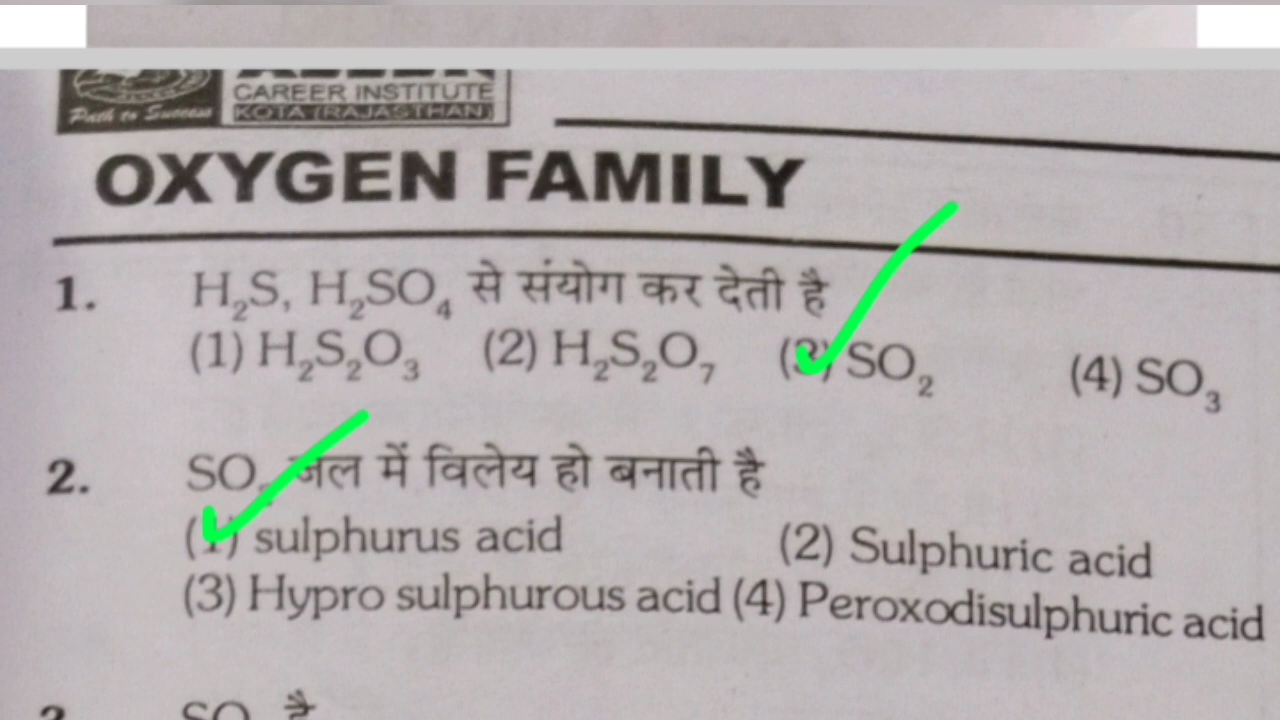 Path to Success
CAREER INSTITUTE
KOTA (RAJASTHAN)
OXYGEN FAMILY
1. H₂S, H₂SO₄ से संयोग कर देती है
(1) H₂S₂O₃ (2) H₂S₂O₇ (3) SO₂ (4) SO₃
2. SO₂ जल में विलेय हो बनाती है
(1) sulphurus acid (2) Sulphuric acid
(3) Hypro sulphurous acid (4) Peroxodisulphuric acid